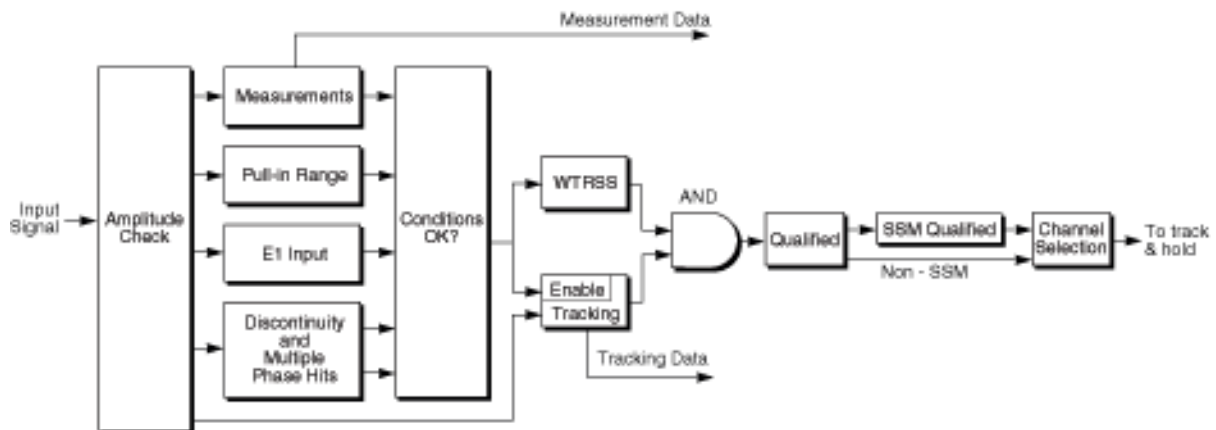 Measurement Data
Input
Signal
Amplitude
Check
Measurements
Pull-in Range
E1 Input
Discontinuity
and
Multiple
Phase Hits
Conditions
OK?
WTRSS
Enable
Tracking
Tracking Data
AND
Qualified
SSM Qualified
Non - SSM
Channel
Selection
To track
& hold